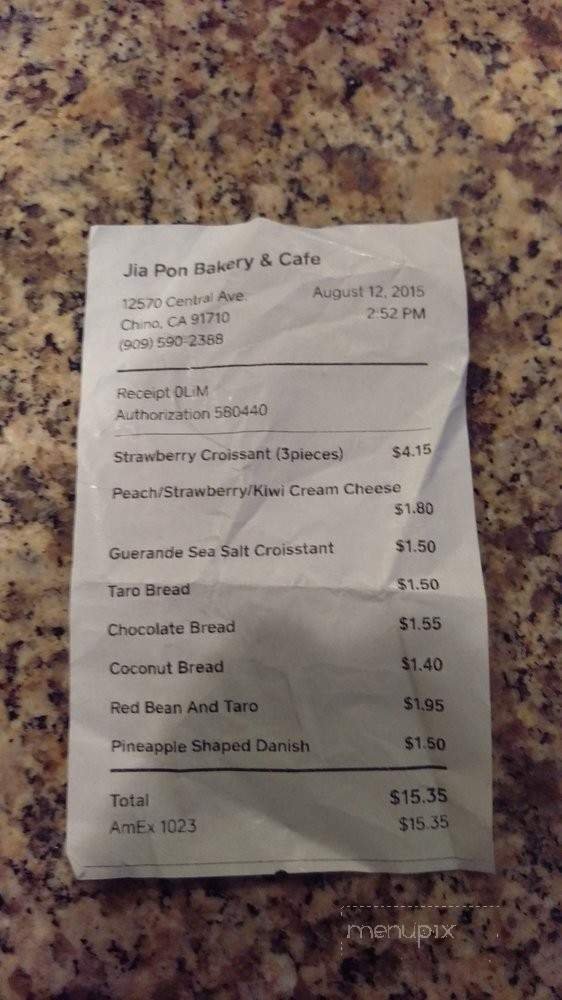 Jia Pon Bakery & Cafe
12570 Central Ave. August 12, 2015
Chino, CA 91710 2:52 PM
(909) 590-2388
Receipt 0LiM
Authorization 580440
Strawberry Croissant (3pieces) $4.15
Peach/Strawberry/Kiwi Cream Cheese
$1.80
Guerande Sea Salt Croisstant $1.50
Taro Bread $1.50
Chocolate Bread $1.55
Coconut Bread $1.40
Red Bean And Taro $1.95
Pineapple Shaped Danish $1.50
Total $15.35
AmEx 1023 $15.35
menupix